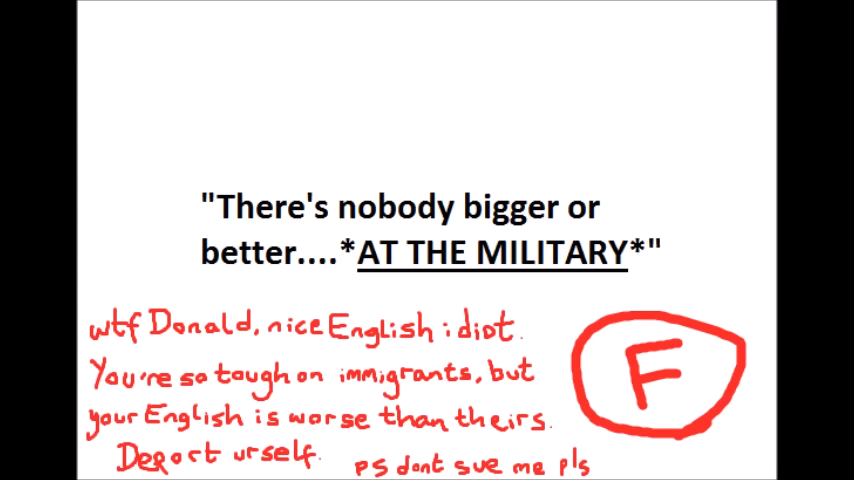 "There's nobody bigger or
better....*AT THE MILITARY*"
wtf Donald, nice English idiot.
You're so tough on immigrants, but
your English is worse than theirs.
Deport urself.
ps dont sue me pls
F